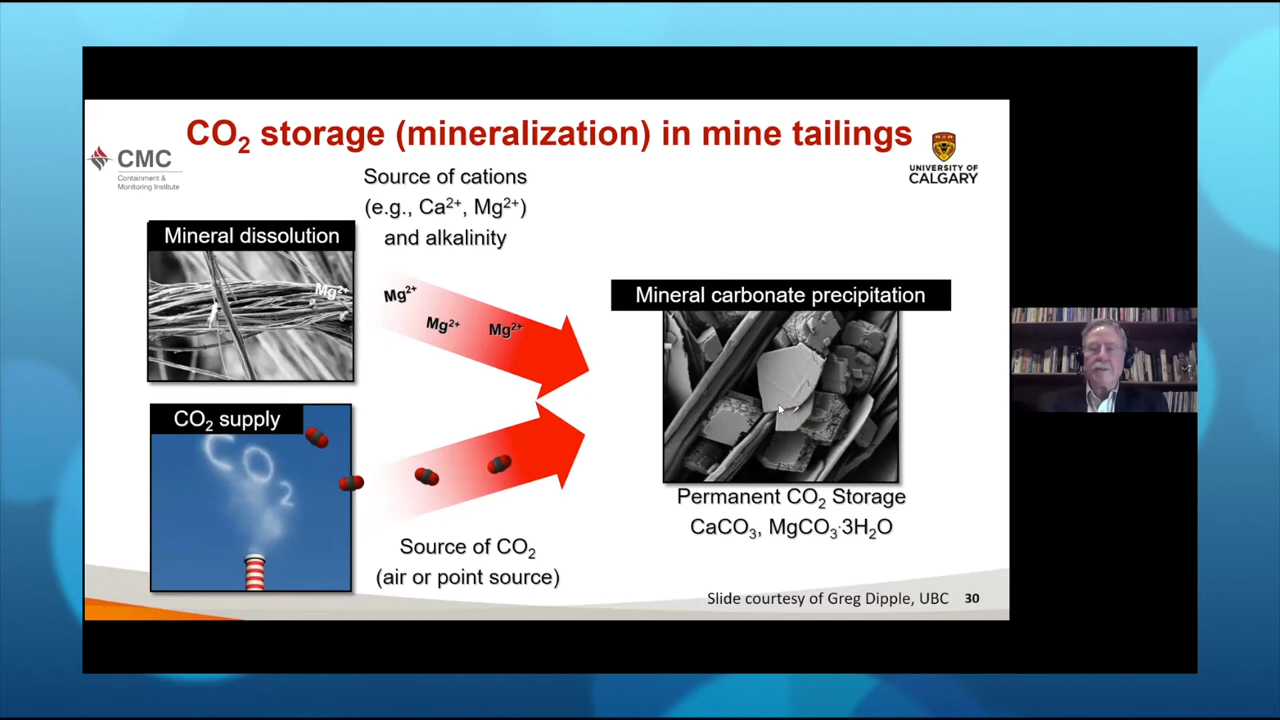 CO₂ storage (mineralization) in mine tailings
CMC
Containment &
Monitoring Institute
UNIVERSITY OF
CALGARY
Source of cations
(e.g., Ca²⁺, Mg²⁺)
and alkalinity
Mineral dissolution
Mg²⁺
Mg²⁺
Mg²⁺
Mg²⁺
Mineral carbonate precipitation
CO₂ supply
CO₂
Permanent CO₂ Storage
CaCO₃, MgCO₃·3H₂O
Source of CO₂
(air or point source)
Slide courtesy of Greg Dipple, UBC 30